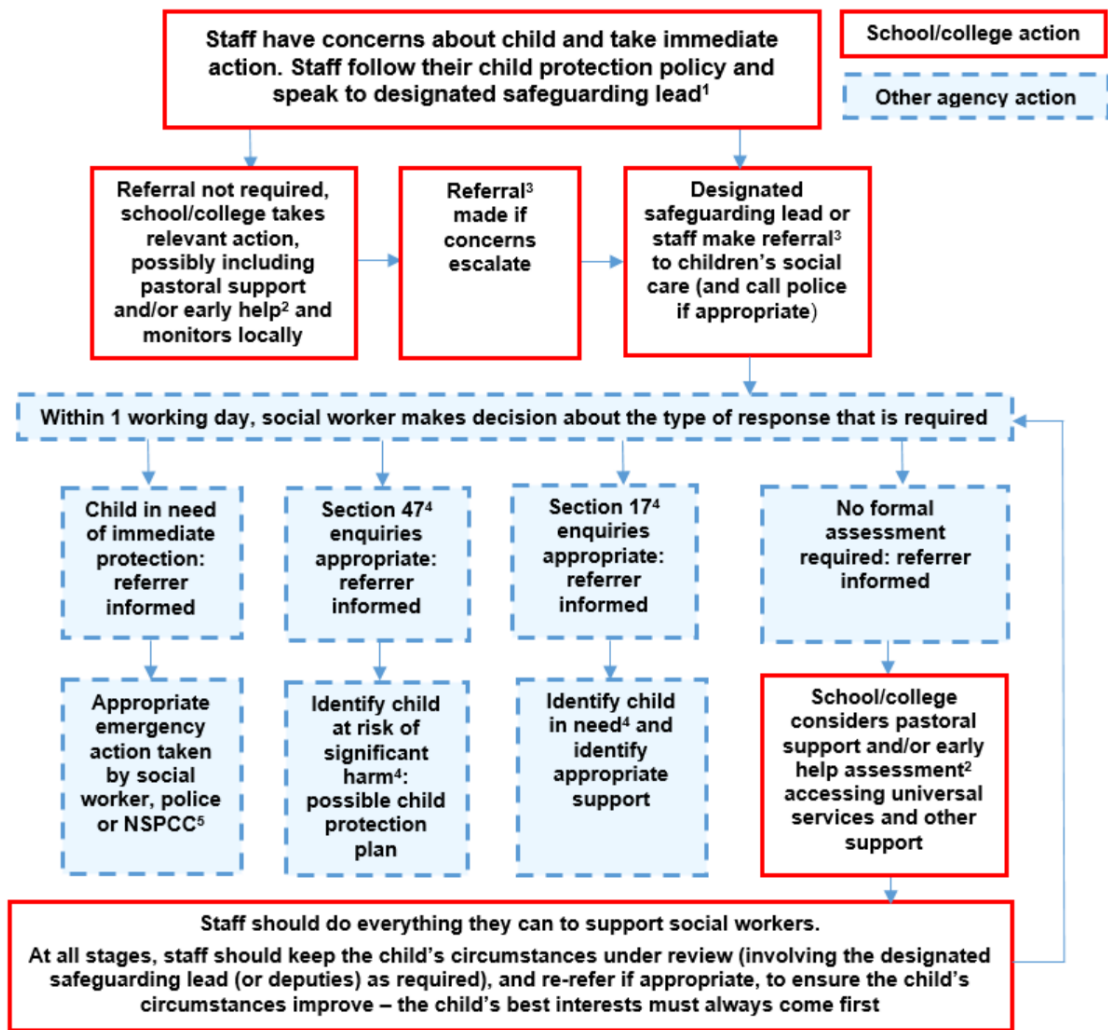 Staff have concerns about child and take immediate
action. Staff follow their child protection policy and
speak to designated safeguarding lead¹
School/college action
Other agency action
Referral not required,
school/college takes
relevant action,
possibly including
pastoral support
and/or early help² and
monitors locally
Referral³
made if
concerns
escalate
Designated
safeguarding lead or
staff make referral³
to children’s social
care (and call police
if appropriate)
Within 1 working day, social worker makes decision about the type of response that is required
Child in need
of immediate
protection:
referrer
informed
Section 47⁴
enquiries
appropriate:
referrer
informed
Section 17⁴
enquiries
appropriate:
referrer
informed
No formal
assessment
required: referrer
informed
Appropriate
emergency
action taken
by social
worker, police
or NSPCC⁵
Identify child
at risk of
significant
harm⁴:
possible child
protection
plan
Identify child
in need⁴ and
identify
appropriate
support
School/college
considers pastoral
support and/or early
help assessment²
accessing universal
services and other
support
Staff should do everything they can to support social workers.
At all stages, staff should keep the child’s circumstances under review (involving the designated
safeguarding lead (or deputies) as required), and re-refer if appropriate, to ensure the child’s
circumstances improve – the child’s best interests must always come first